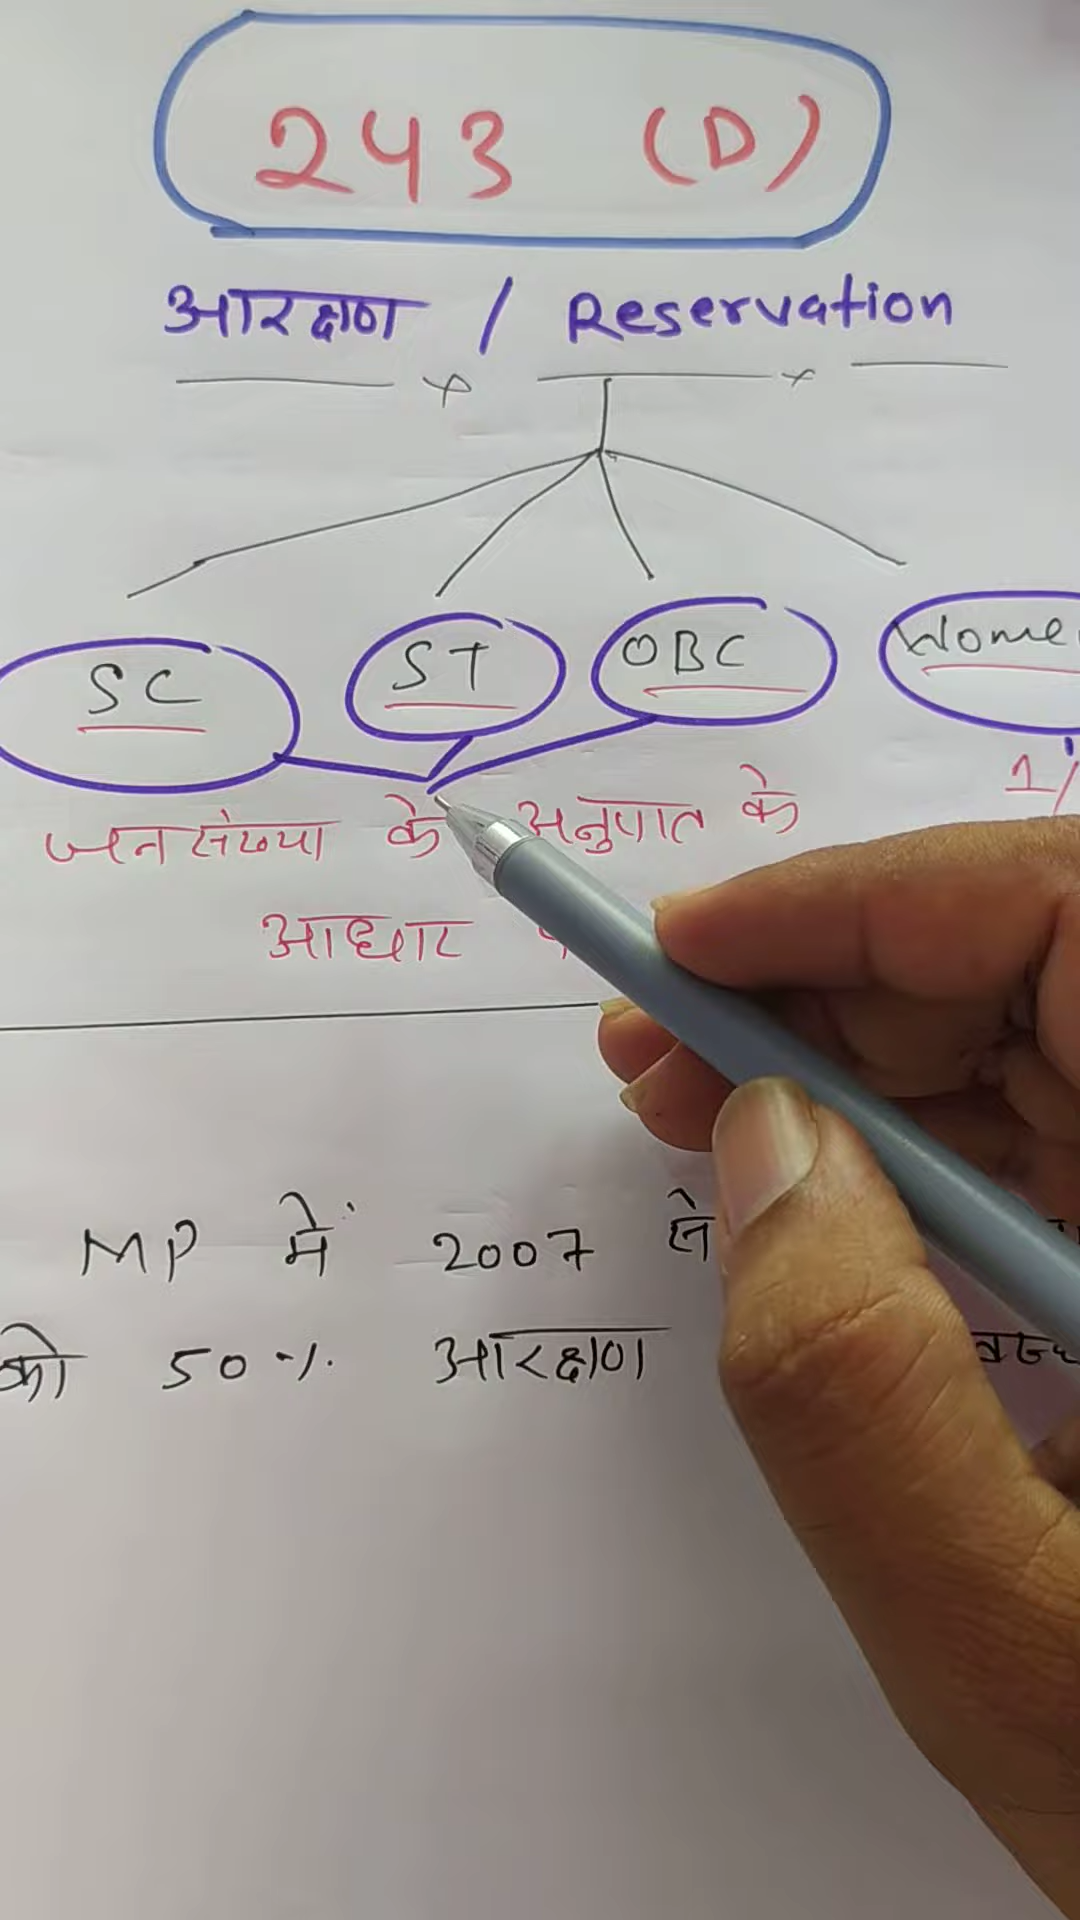 243 (D)
आरक्षण / Reservation
SC ST OBC Wome
1/
जनसंख्या के अनुपात के
आधार
MP में 2007 से
को 50% आरक्षण